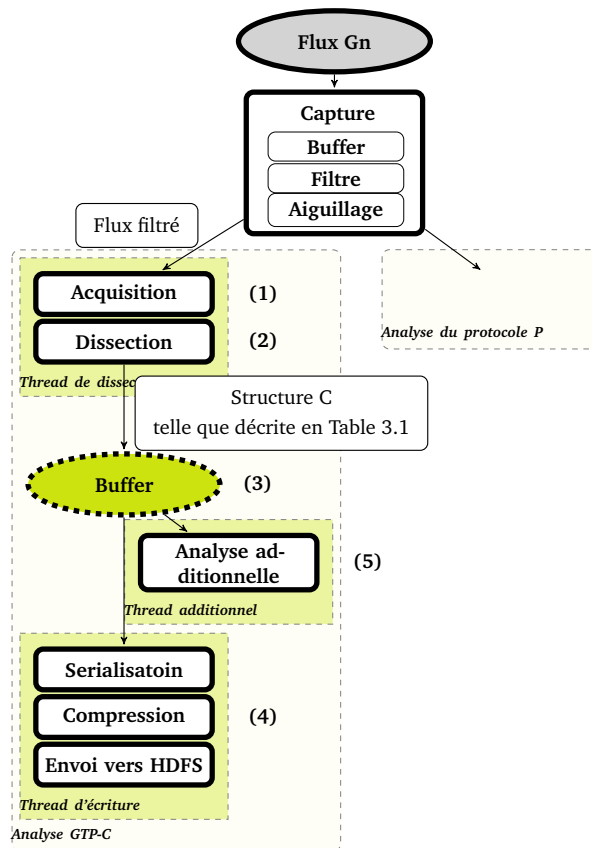 Flux Gn
Capture
Buffer
Filtre
Aiguillage
Flux filtré
Acquisition
(1)
Analyse du protocole P
Dissection
(2)
Thread de dissec
Structure C
telle que décrite en Table 3.1
Buffer
(3)
Analyse ad-
ditionnelle
(5)
Thread additionnel
Serialisatoin
Compression
(4)
Envoi vers HDFS
Thread d'écriture
Analyse GTP-C